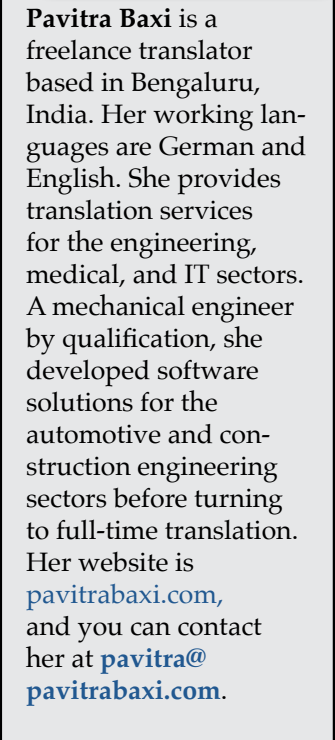 Pavitra Baxi is a
freelance translator
based in Bengaluru,
India. Her working lan-
guages are German and
English. She provides
translation services
for the engineering,
medical, and IT sectors.
A mechanical engineer
by qualification, she
developed software
solutions for the
automotive and con-
struction engineering
sectors before turning
to full-time translation.
Her website is
pavitrabaxi.com,
and you can contact
her at pavitra@
pavitrabaxi.com.